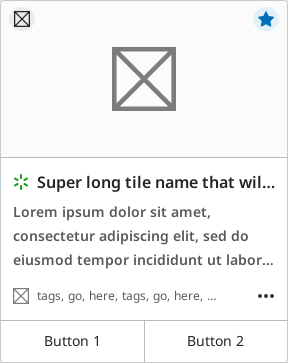 Super long tile name that wil...
Lorem ipsum dolor sit amet,
consectetur adipiscing elit, sed do
eiusmod tempor incididunt ut labor...
tags, go, here, tags, go, here, ...
Button 1
Button 2